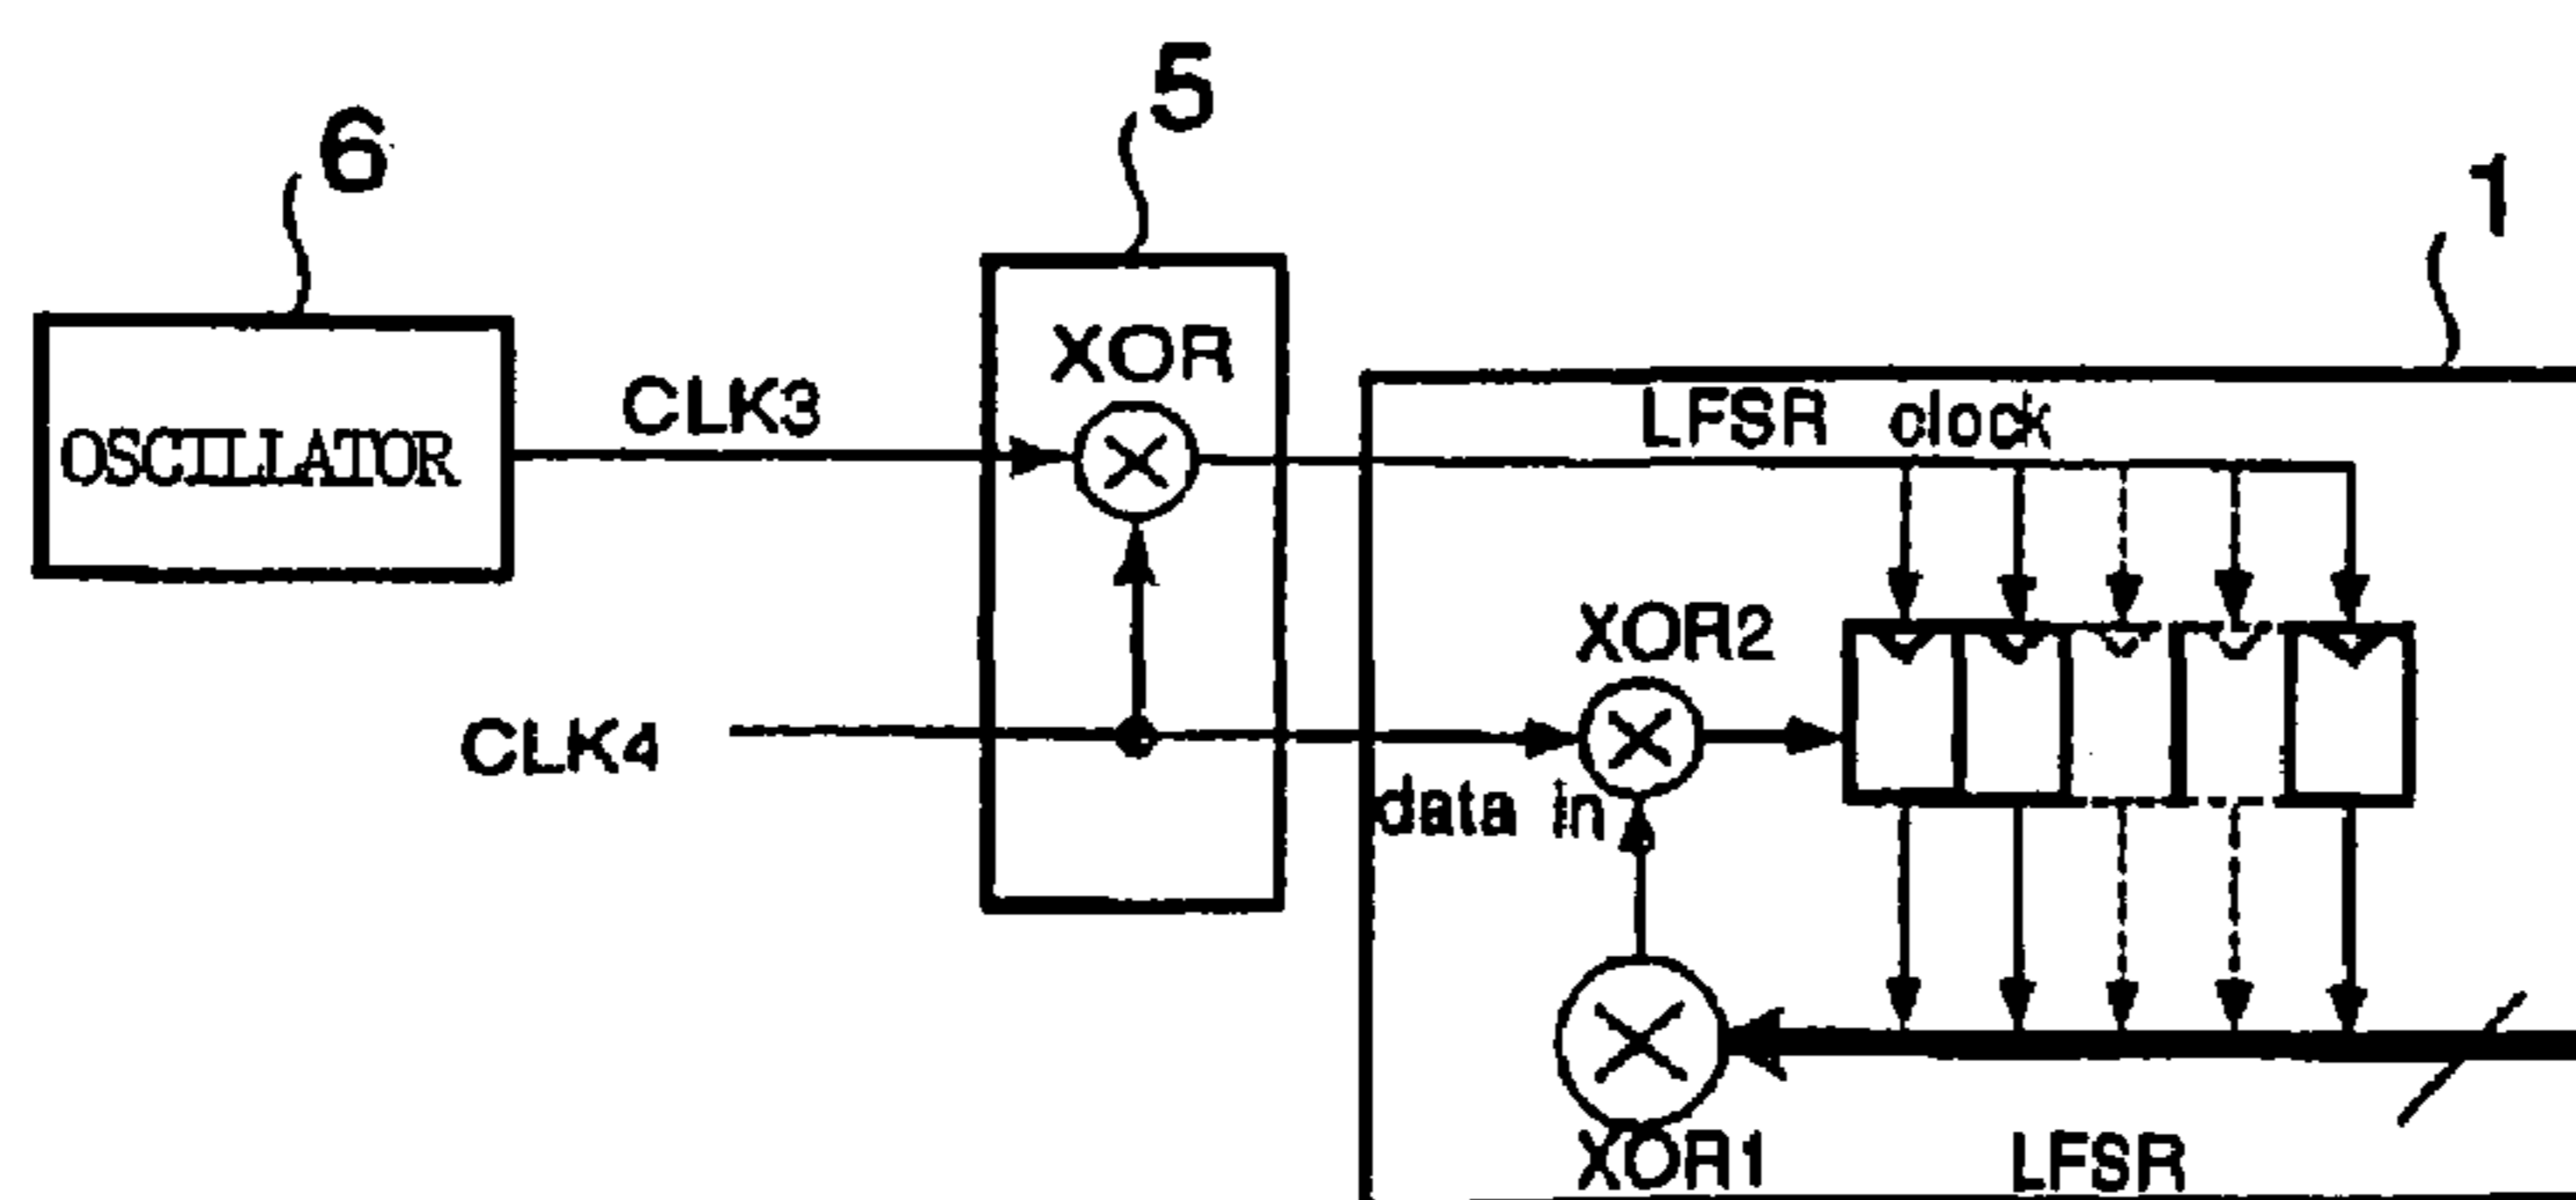 5
6
1
XOR
CLK3
LFSR clock
OSCILLATOR
XOR2
CLK4
data in
XOR1
LFSR